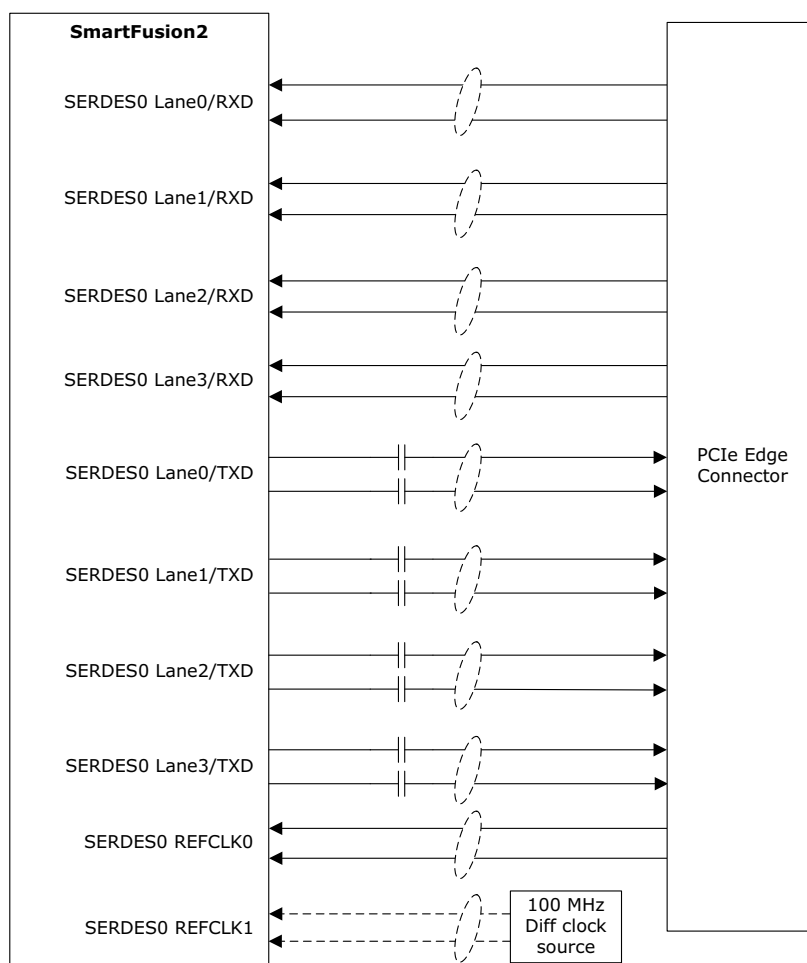 SmartFusion2
SERDES0 Lane0/RXD
SERDES0 Lane1/RXD
SERDES0 Lane2/RXD
SERDES0 Lane3/RXD
SERDES0 Lane0/TXD
SERDES0 Lane1/TXD
SERDES0 Lane2/TXD
SERDES0 Lane3/TXD
SERDES0 REFCLK0
SERDES0 REFCLK1
PCIe Edge
Connector
100 MHz
Diff clock
source